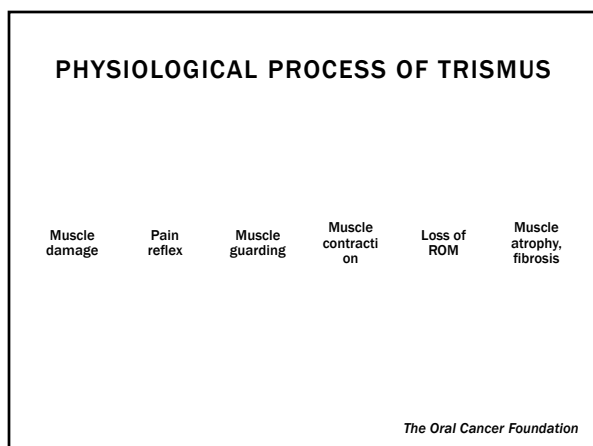 PHYSIOLOGICAL PROCESS OF TRISMUS
Muscle
damage
Pain
reflex
Muscle
guarding
Muscle
contracti
on
Loss of
ROM
Muscle
atrophy,
fibrosis
The Oral Cancer Foundation